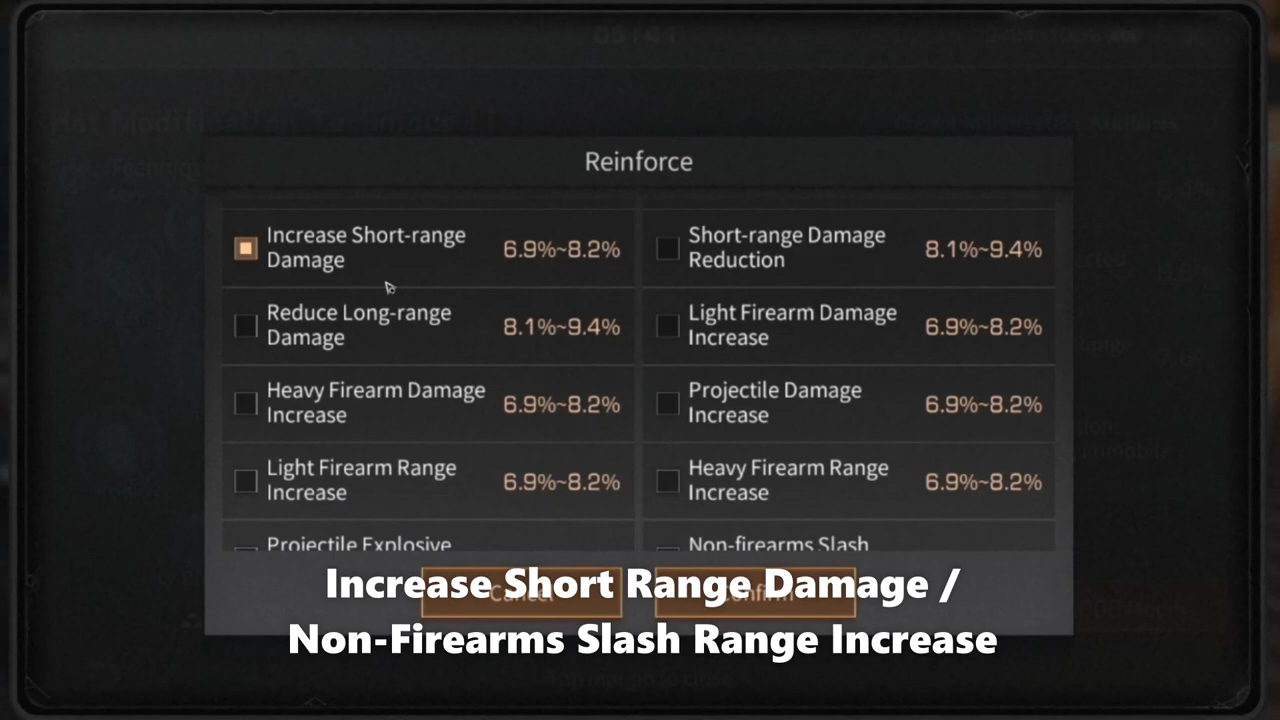 Reinforce
Increase Short-range
Damage
6.9%~8.2%
Short-range Damage
Reduction
8.1%~9.4%
Reduce Long-range
Damage
8.1%~9.4%
Light Firearm Damage
Increase
6.9%~8.2%
Heavy Firearm Damage
Increase
6.9%~8.2%
Projectile Damage
Increase
6.9%~8.2%
Light Firearm Range
Increase
6.9%~8.2%
Heavy Firearm Range
Increase
6.9%~8.2%
Projectile Explosive
Non-firearms Slash
Cancel
Confirm
Increase Short Range Damage /
Non-Firearms Slash Range Increase